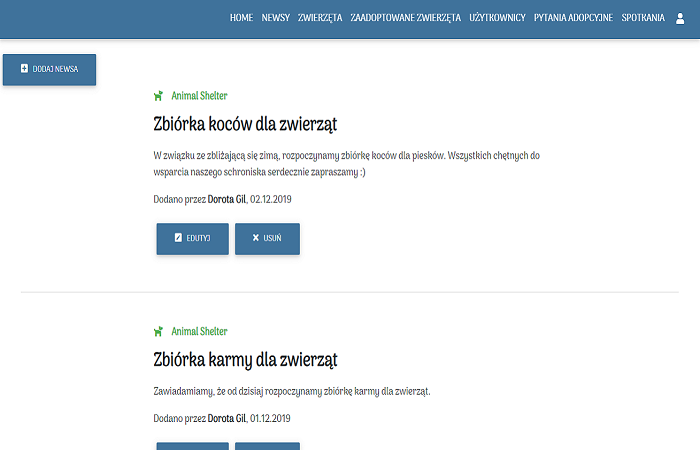 HOME NEWSY ZWIERZĘTA ZAADOPTOWANE ZWIERZĘTA UŻYTKOWNICY PYTANIA ADOPCYJNE SPOTKANIA
DODAJ NEWSA
Animal Shelter
Zbiórka koców dla zwierząt
W związku ze zbliżającą się zimą, rozpoczynamy zbiórkę koców dla piesków. Wszystkich chętnych do
wsparcia naszego schroniska serdecznie zapraszamy :)
Dodano przez Dorota Gil, 02.12.2019
EDUTYJ USUŃ
Animal Shelter
Zbiórka karmy dla zwierząt
Zawiadamiamy, że od dzisiaj rozpoczynamy zbiórkę karmy dla zwierząt.
Dodano przez Dorota Gil, 01.12.2019